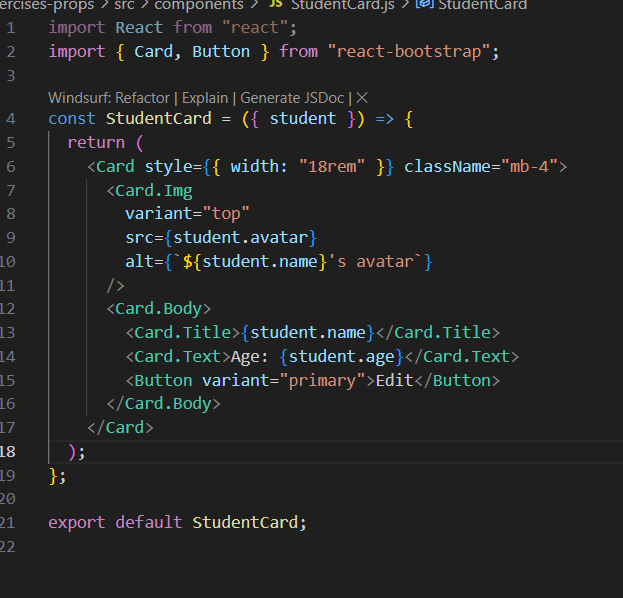 ercises-props > src > components > JS StudentCard.js > StudentCard
1 import React from "react";
2 import { Card, Button } from "react-bootstrap";
3
Windsurf: Refactor | Explain | Generate JSDoc | ×
4 const StudentCard = ({ student }) => {
5   return (
6     <Card style={{ width: "18rem" }} className="mb-4">
7       <Card.Img
8         variant="top"
9         src={student.avatar}
10         alt={`${student.name}'s avatar`}
11       />
12       <Card.Body>
13         <Card.Title>{student.name}</Card.Title>
14         <Card.Text>Age: {student.age}</Card.Text>
15         <Button variant="primary">Edit</Button>
16       </Card.Body>
17     </Card>
18   );
19 };
20
21 export default StudentCard;
22